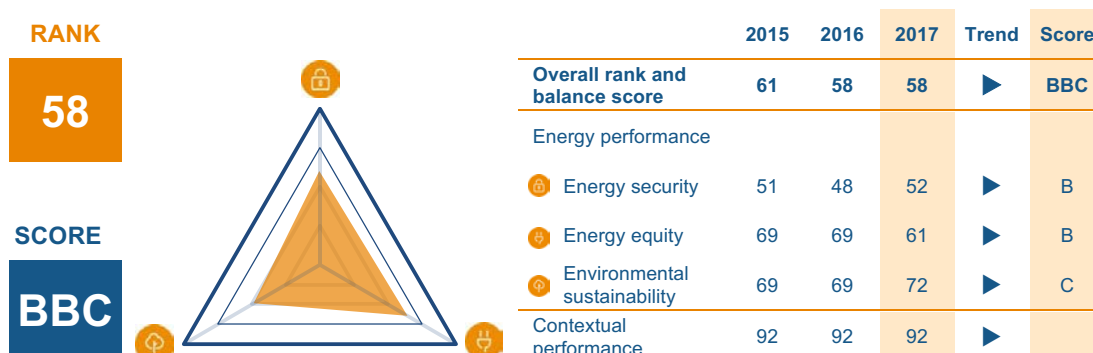 RANK
58
SCORE
BBC
2015 2016 2017 Trend Score
Overall rank and
balance score 61 58 58 BBC
Energy performance
Energy security 51 48 52 B
Energy equity 69 69 61 B
Environmental
sustainability 69 69 72 C
Contextual
performance 92 92 92